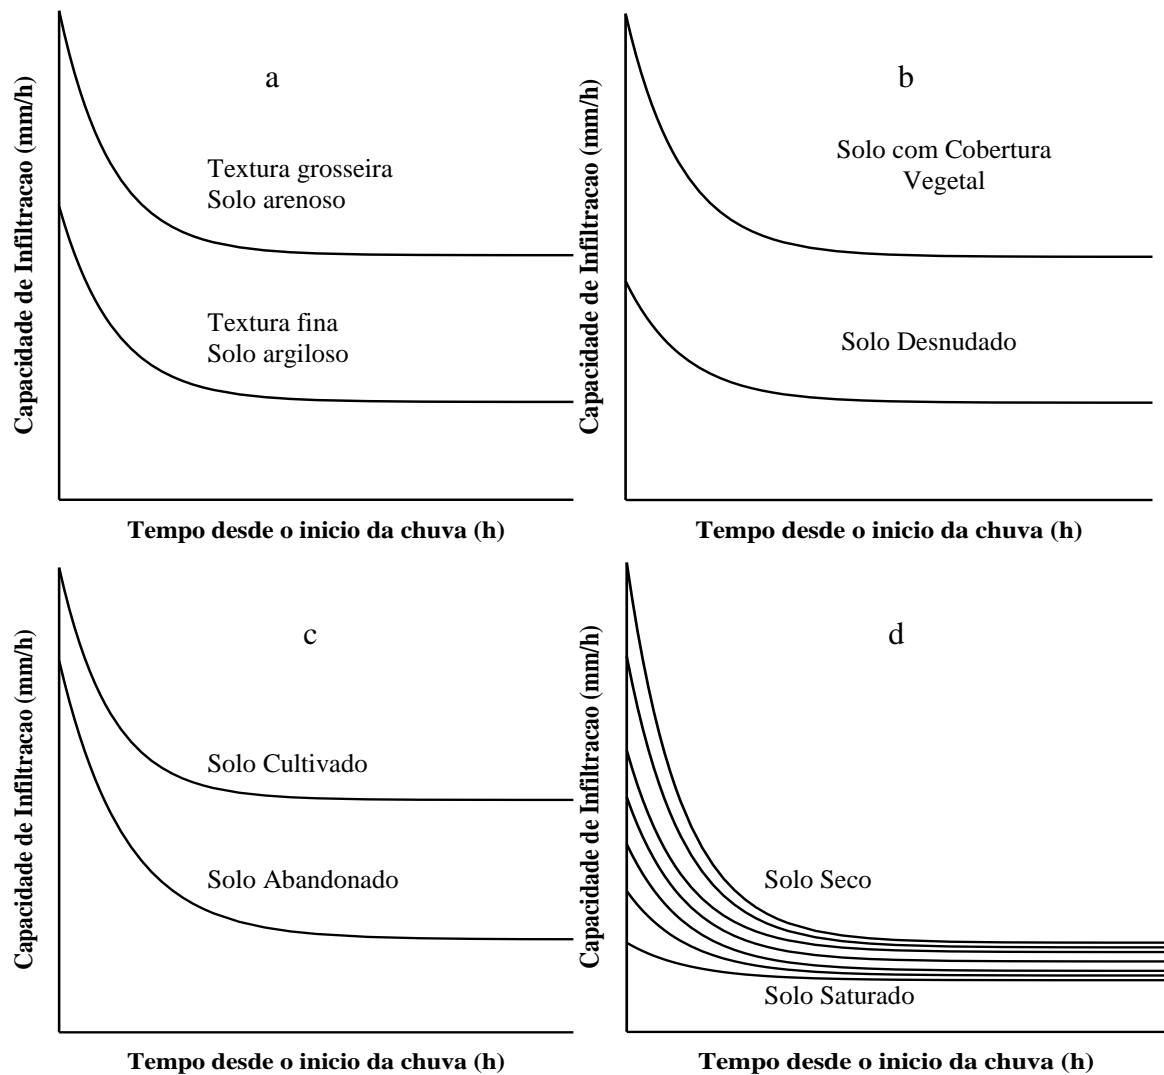 a
Capacidade de Infiltracao (mm/h)
Textura grosseira
Solo arenoso
Textura fina
Solo argiloso
Tempo desde o inicio da chuva (h)
b
Capacidade de Infiltracao (mm/h)
Solo com Cobertura
Vegetal
Solo Desnudado
Tempo desde o inicio da chuva (h)
c
Capacidade de Infiltracao (mm/h)
Solo Cultivado
Solo Abandonado
Tempo desde o inicio da chuva (h)
d
Capacidade de Infiltracao (mm/h)
Solo Seco
Solo Saturado
Tempo desde o inicio da chuva (h)